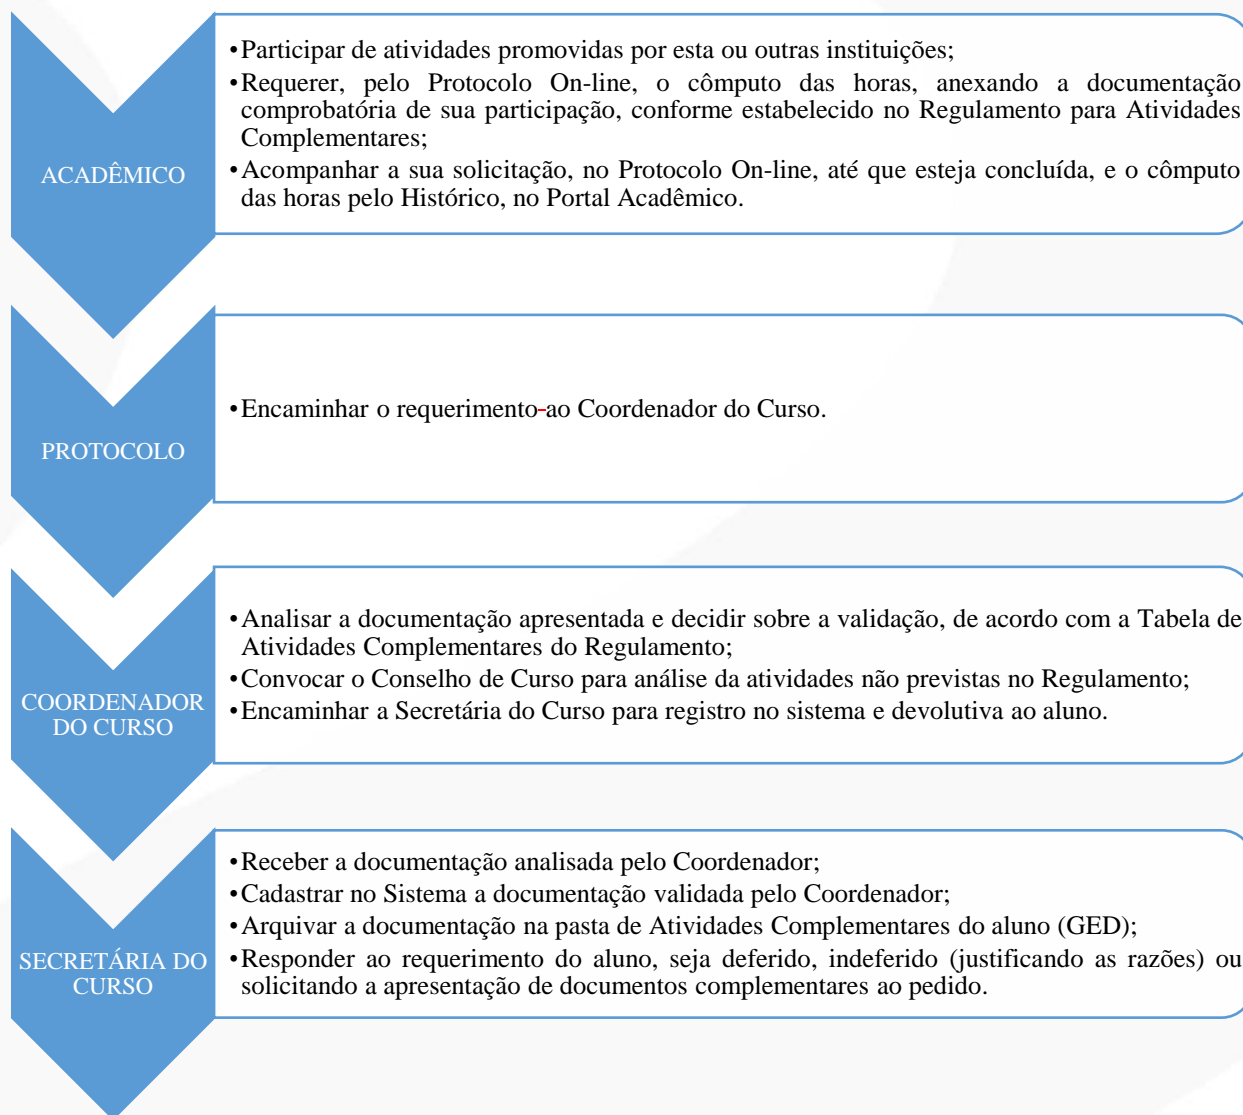 ACADÊMICO
•Participar de atividades promovidas por esta ou outras instituições;
•Requerer, pelo Protocolo On-line, o cômputo das horas, anexando a documentação
comprobatória de sua participação, conforme estabelecido no Regulamento para Atividades
Complementares;
•Acompanhar a sua solicitação, no Protocolo On-line, até que esteja concluída, e o cômputo
das horas pelo Histórico, no Portal Acadêmico.
PROTOCOLO
•Encaminhar o requerimento-ao Coordenador do Curso.
COORDENADOR
DO CURSO
•Analisar a documentação apresentada e decidir sobre a validação, de acordo com a Tabela de
Atividades Complementares do Regulamento;
•Convocar o Conselho de Curso para análise da atividades não previstas no Regulamento;
•Encaminhar a Secretária do Curso para registro no sistema e devolutiva ao aluno.
SECRETÁRIA DO
CURSO
•Receber a documentação analisada pelo Coordenador;
•Cadastrar no Sistema a documentação validada pelo Coordenador;
•Arquivar a documentação na pasta de Atividades Complementares do aluno (GED);
•Responder ao requerimento do aluno, seja deferido, indeferido (justificando as razões) ou
solicitando a apresentação de documentos complementares ao pedido.